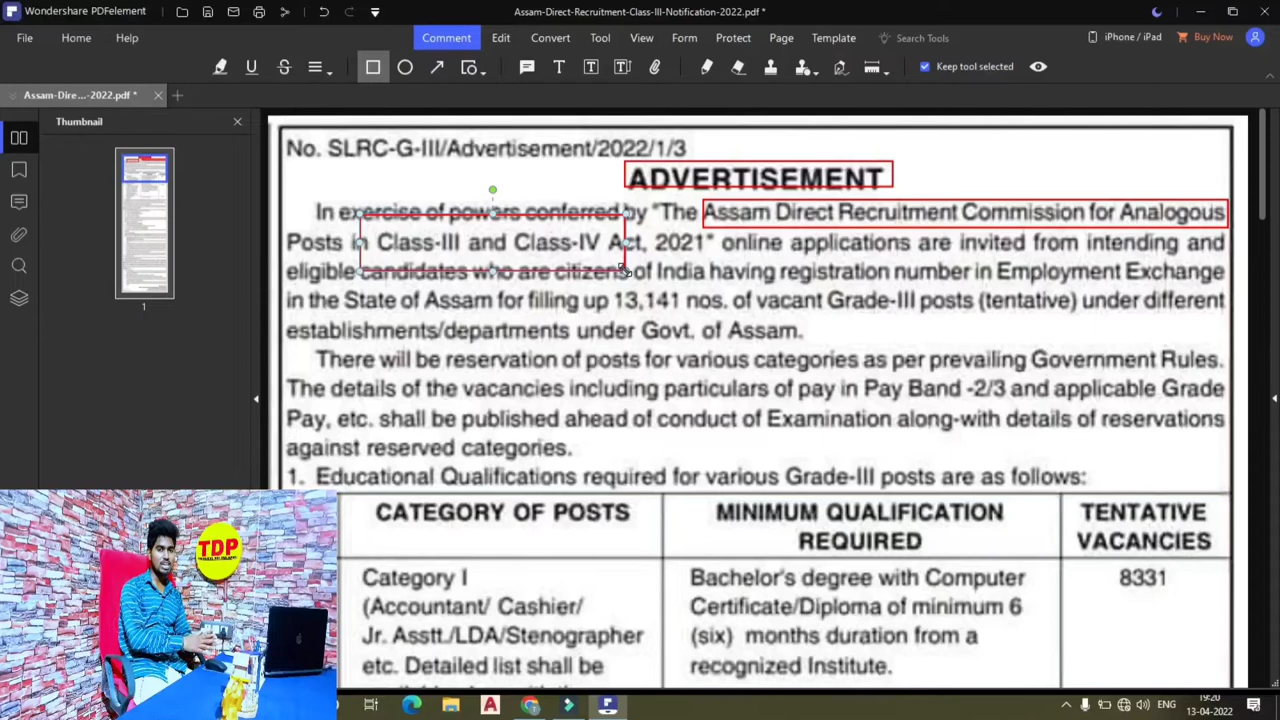 Wondershare PDFelement
Assam-Direct-Recruitment-Class-III-Notification-2022.pdf *
File Home Help Comment Edit Convert Tool View Form Protect Page Template Search Tools iPhone / iPad Buy Now
Keep tool selected
Assam-Dire...-2022.pdf *
Thumbnail
1
No. SLRC-G-III/Advertisement/2022/1/3
ADVERTISEMENT
In exercise of powers conferred by "The Assam Direct Recruitment Commission for Analogous
Posts in Class-III and Class-IV Act, 2021" online applications are invited from intending and
eligible candidates who are citizens of India having registration number in Employment Exchange
in the State of Assam for filling up 13,141 nos. of vacant Grade-III posts (tentative) under different
establishments/departments under Govt. of Assam.
There will be reservation of posts for various categories as per prevailing Government Rules.
The details of the vacancies including particulars of pay in Pay Band -2/3 and applicable Grade
Pay, etc. shall be published ahead of conduct of Examination along-with details of reservations
against reserved categories.
1. Educational Qualifications required for various Grade-III posts are as follows:
CATEGORY OF POSTS
MINIMUM QUALIFICATION
REQUIRED
TENTATIVE
VACANCIES
Category I
(Accountant/ Cashier/
Jr. Asstt./LDA/Stenographer
etc. Detailed list shall be
Bachelor's degree with Computer
Certificate/Diploma of minimum 6
(six) months duration from a
recognized Institute.
8331
TDP
ENG
19:20
13-04-2022